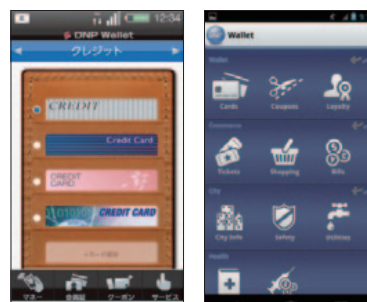 12:34
DNP Wallet
クレジット
CREDIT
Credit Card
CREDIT
CARD
1010101 CREDIT CARD
マネー
会員証
クーポン
サービス
Wallet
Wallet
Cards
Coupons
Loyalty
Commerce
Tickets
Shopping
Bills
City
City Info
Safety
Utilities
Health